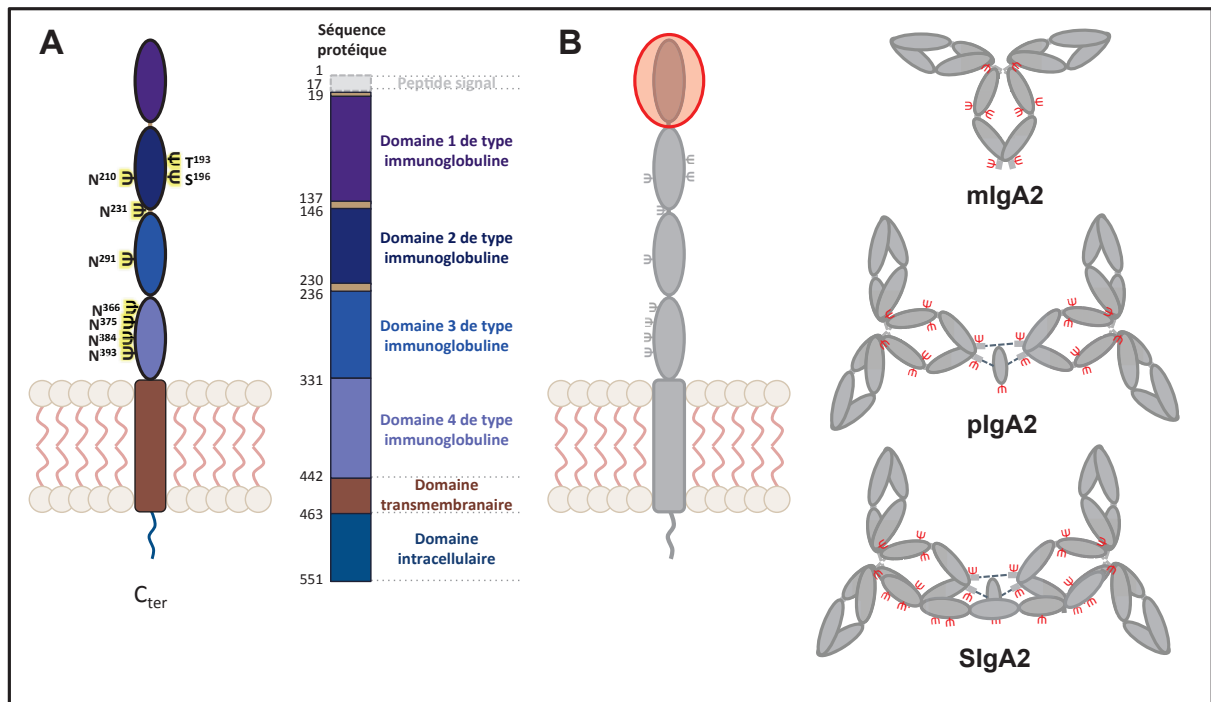 A
Séquence
protéique
B
1
17
19
Peptide signal
Domaine 1 de type
immunoglobuline
137
146
Domaine 2 de type
immunoglobuline
230
236
Domaine 3 de type
immunoglobuline
331
Domaine 4 de type
immunoglobuline
442
Domaine
transmembranaire
463
Domaine
intracellulaire
551
T193
S196
N210
N231
N291
N366
N375
N384
N393
Cter
mIgA2
pIgA2
SIgA2